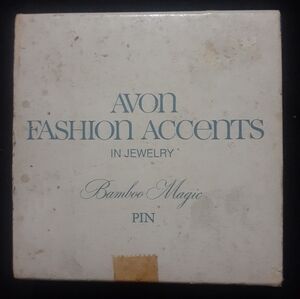 AVON
FASHION ACCENTS
IN JEWELRY
Bamboo Magic
PIN